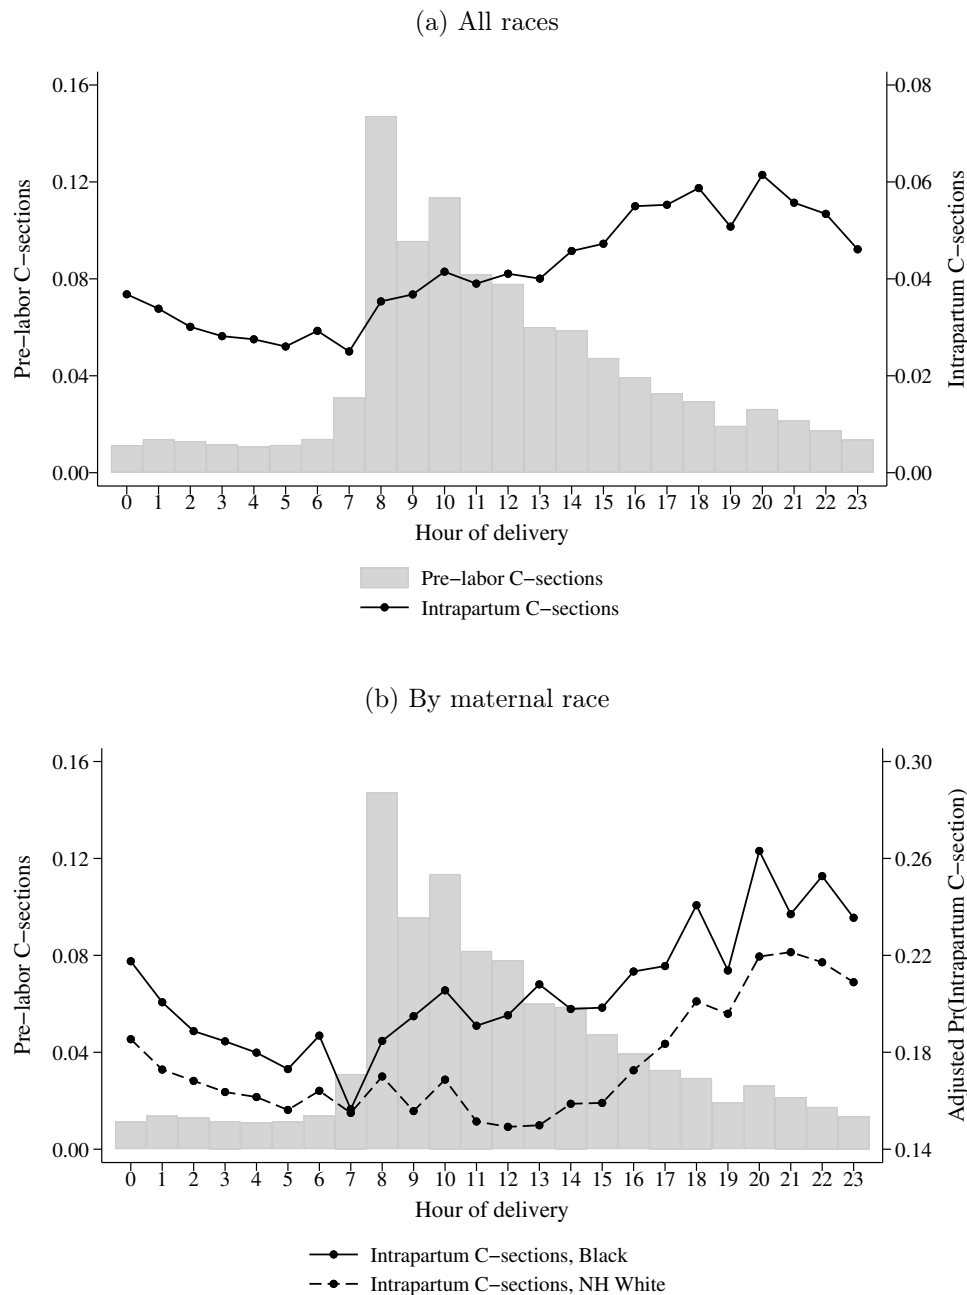 (a) All races
Pre−labor C−sections
Intrapartum C−sections
0.16
0.12
0.08
0.04
0.00
0.08
0.06
0.04
0.02
0.00
0 1 2 3 4 5 6 7 8 9 10 11 12 13 14 15 16 17 18 19 20 21 22 23
Hour of delivery
Pre−labor C−sections
Intrapartum C−sections
(b) By maternal race
Pre−labor C−sections
Adjusted Pr(Intrapartum C−section)
0.16
0.12
0.08
0.04
0.00
0.30
0.26
0.22
0.18
0.14
0 1 2 3 4 5 6 7 8 9 10 11 12 13 14 15 16 17 18 19 20 21 22 23
Hour of delivery
Intrapartum C−sections, Black
Intrapartum C−sections, NH White